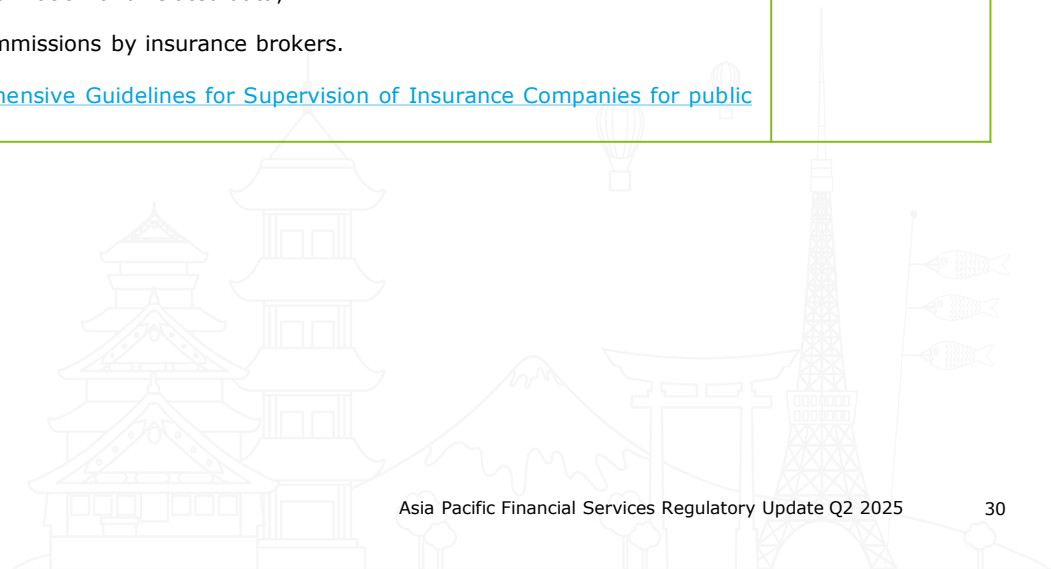 mmissions by insurance brokers.
hensive Guidelines for Supervision of Insurance Companies for public
Asia Pacific Financial Services Regulatory Update Q2 2025 30